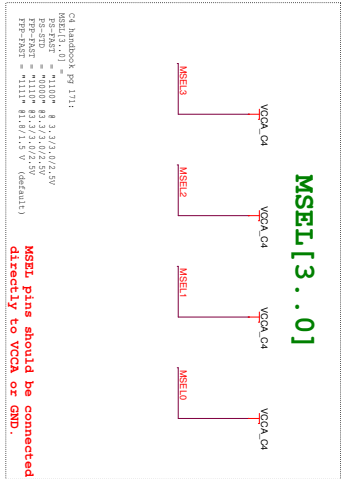 MSEL[3..0]
VCCA_C4
VCCA_C4
VCCA_C4
VCCA_C4
MSEL3
MSEL2
MSEL1
MSEL0
C4 handbook pg 171:
MSEL[3..0] =
PS-FAST = "1100" @ 3.3/3.0/2.5V
PS-STD = "0000" @3.3/3.0/2.5V
FPP-FAST = "1110" @3.3/3.0/2.5V
FPP-FAST = "1111" @1.8/1.5 V (default)
MSEL pins should be connected
directly to VCCA or GND.